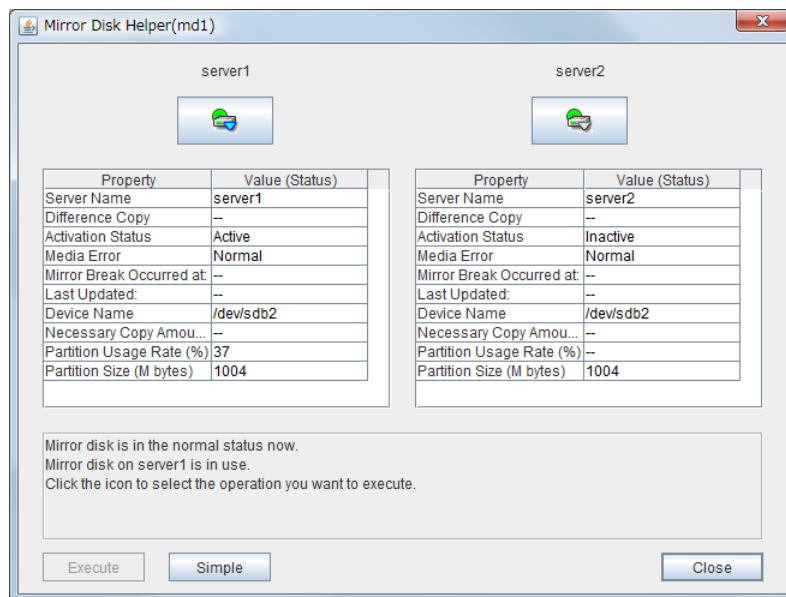 Mirror Disk Helper(md1)
server1
server2
Property Value (Status)
Server Name server1
Difference Copy --
Activation Status Active
Media Error Normal
Mirror Break Occurred at: --
Last Updated: --
Device Name /dev/sdb2
Necessary Copy Amou... --
Partition Usage Rate (%) 37
Partition Size (M bytes) 1004
Property Value (Status)
Server Name server2
Difference Copy --
Activation Status Inactive
Media Error Normal
Mirror Break Occurred at: --
Last Updated: --
Device Name /dev/sdb2
Necessary Copy Amou... --
Partition Usage Rate (%) --
Partition Size (M bytes) 1004
Mirror disk is in the normal status now.
Mirror disk on server1 is in use.
Click the icon to select the operation you want to execute.
Execute Simple Close